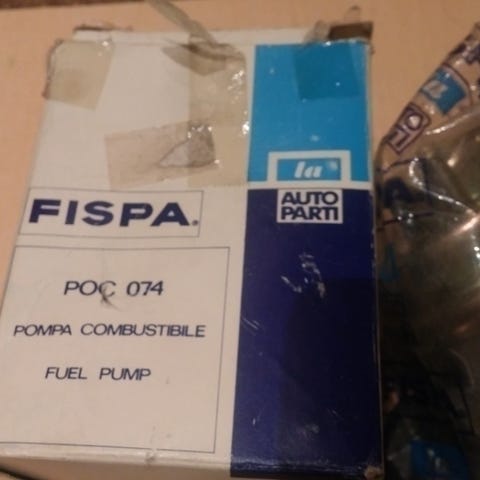 la
AUTO
PARTI
FISPA®
POC 074
POMPA COMBUSTIBILE
FUEL PUMP